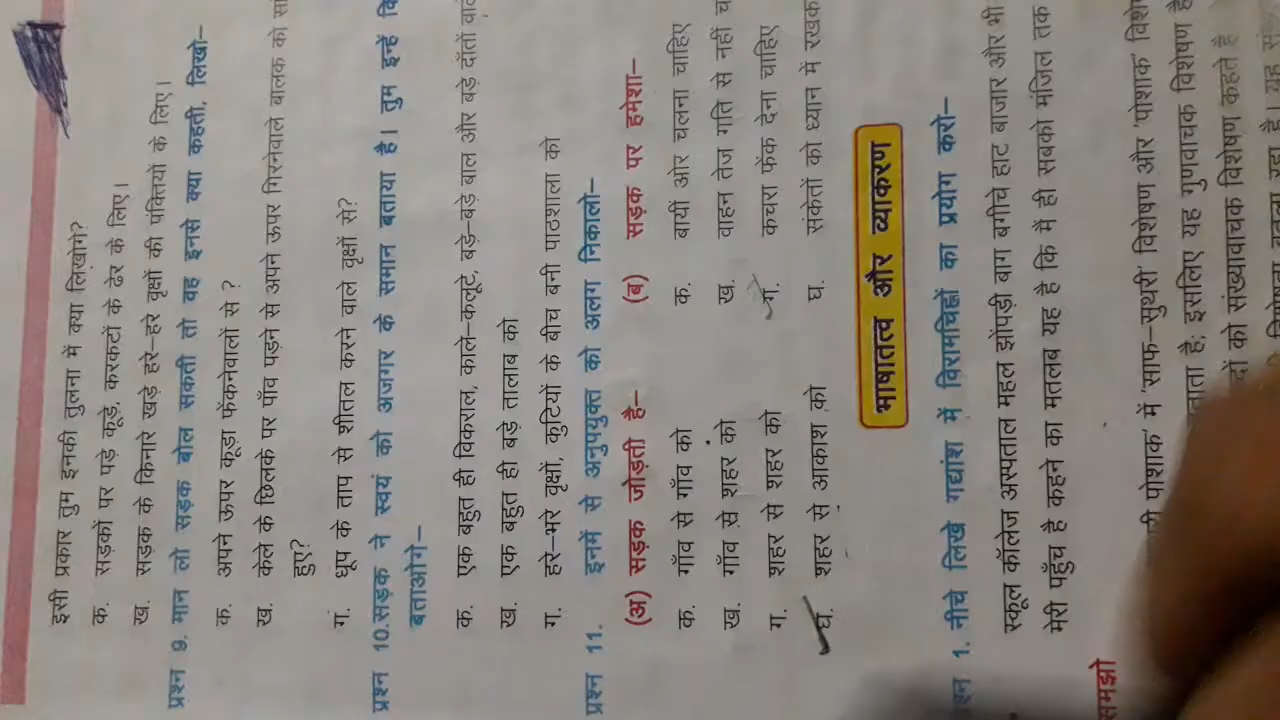 इसी प्रकार तुम इनकी तुलना में क्या लिखोगे?
क. सड़कों पर पड़े कूड़े, करकटों के ढेर के लिए।
ख. सड़क के किनारे खड़े हरे–हरे वृक्षों की पंक्तियों के लिए।
प्रश्न 9. मान लो सड़क बोल सकती तो वह इनसे क्या कहती, लिखो–
क. अपने ऊपर कूड़ा फेंकनेवालों से ?
ख. केले के छिलके पर पाँव पड़ने से अपने ऊपर गिरनेवाले बालक को
हुए?
ग. धूप के ताप से शीतल करने वाले वृक्षों से?
प्रश्न 10. सड़क ने स्वयं को अजगर के समान बताया है। तुम इन्हें
बताओगे–
क. एक बहुत ही विकराल, काले–कलूटे, बड़े–बड़े बाल और बड़े दाँतों
ख. एक बहुत ही बड़े तालाब को
ग. हरे–भरे वृक्षों, कुटियों के बीच बनी पाठशाला को
प्रश्न 11. इनमें से अनुपयुक्त को अलग निकालो–
(अ) सड़क जोड़ती है–
क. गाँव से गाँव को
ख. गाँव से शहर को
ग. शहर से शहर को
घ. शहर से आकाश को
(ब) सड़क पर हमेशा–
क. बायीं ओर चलना चाहिए
ख. वाहन तेज गति से नहीं
ग. कचरा फेंक देना चाहिए
घ. संकेतों को ध्यान में
भाषातत्व और व्याकरण
1. नीचे लिखे गद्यांश में विरामचिह्नों का प्रयोग करो–
स्कूल कॉलेज अस्पताल महल झोंपड़ी बाग बगीचे हाट बाजार और भी
मेरी पहुँच है कहने का मतलब यह है कि मैं ही सबको मंजिल तक
समझो
पोशाक' में 'साफ–सुथरी विशेषण और 'पोशाक'
है; इसलिए यह गुणवाचक विशेषण
को संख्यावाचक विशेषण कहते हैं